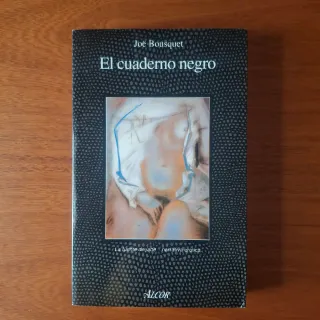 Joë Bousquet
El cuaderno negro
ALCOR